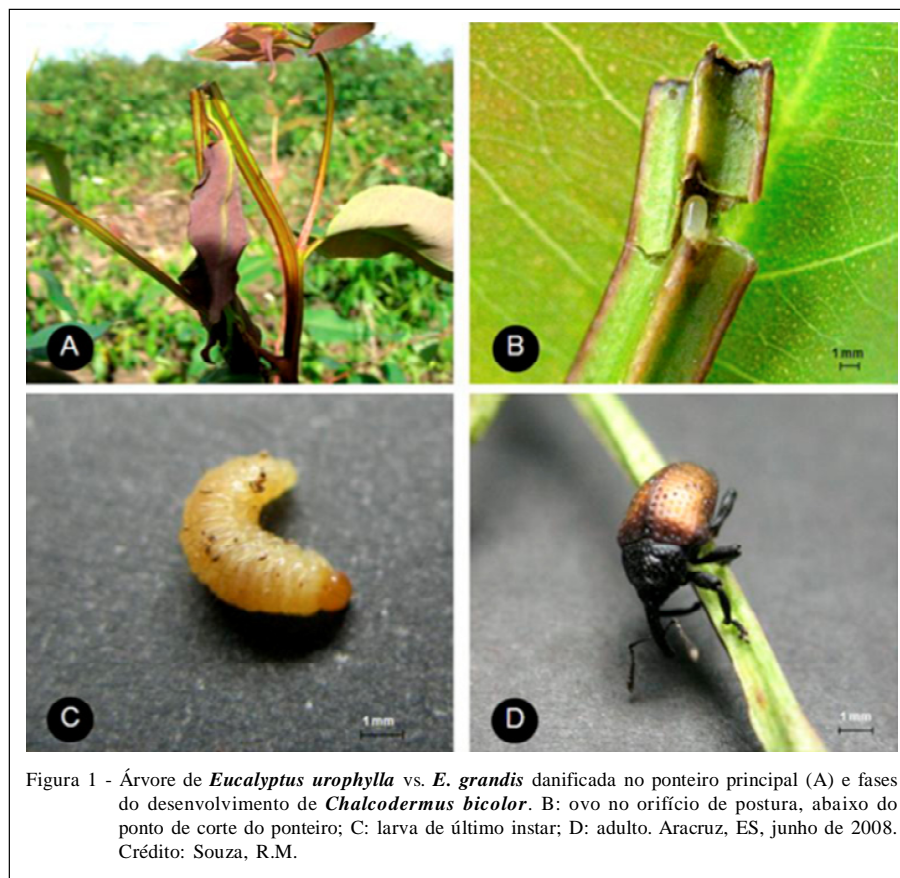 A
B
1 mm
C
1 mm
D
1 mm
Figura 1 - Árvore de Eucalyptus urophylla vs. E. grandis danificada no ponteiro principal (A) e fases
do desenvolvimento de Chalcodermus bicolor. B: ovo no orifício de postura, abaixo do
ponto de corte do ponteiro; C: larva de último instar; D: adulto. Aracruz, ES, junho de 2008.
Crédito: Souza, R.M.